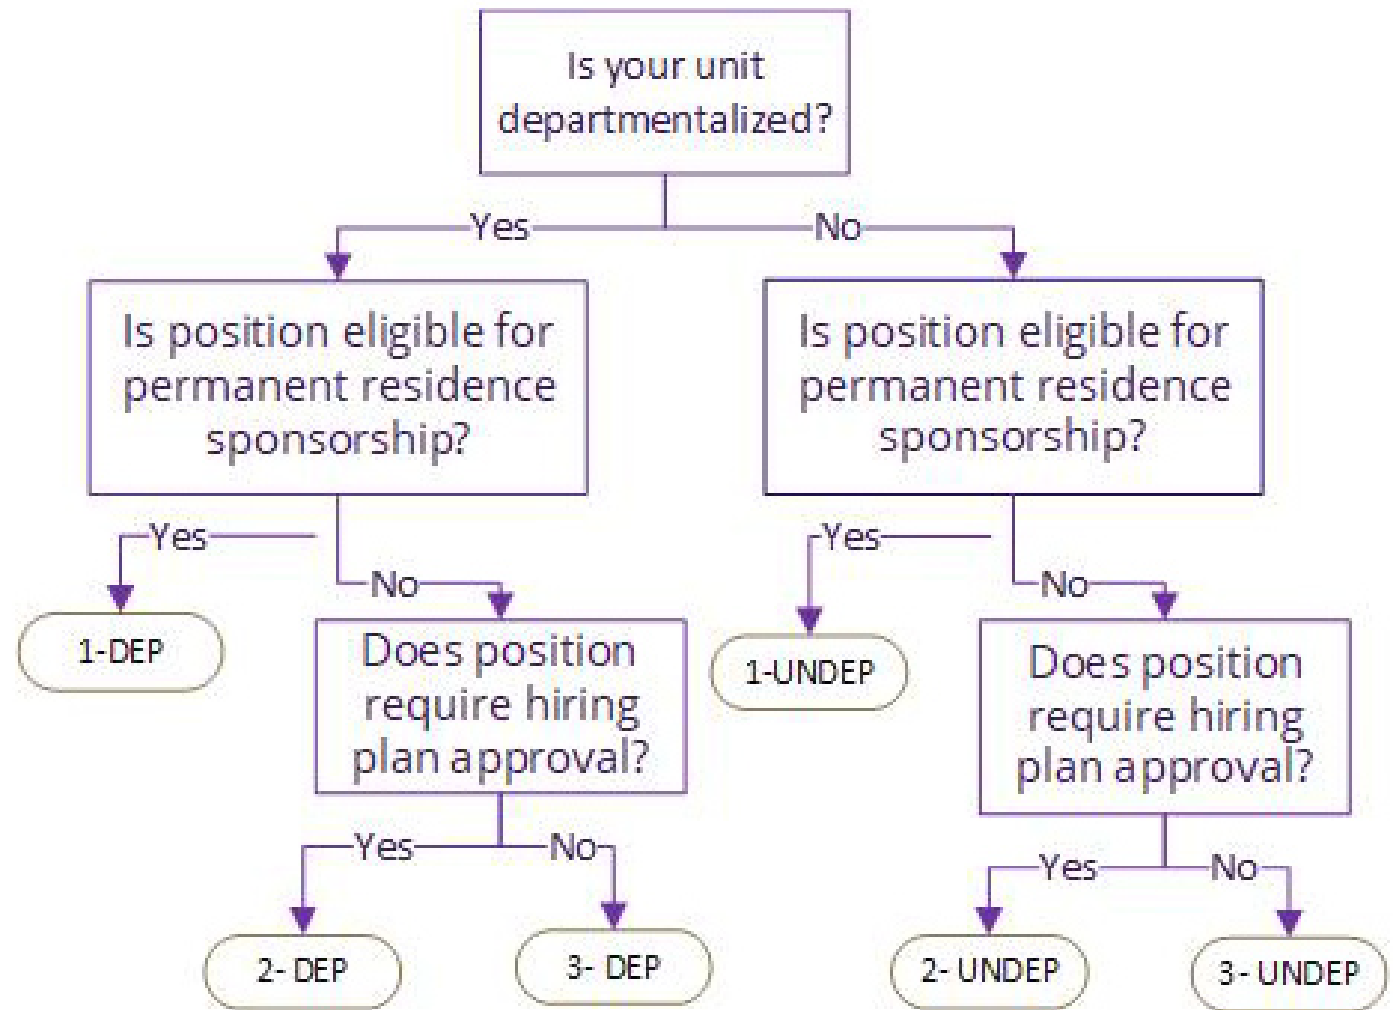 Is your unit
departmentalized?
Yes
No
Is position eligible for
permanent residence
sponsorship?
Is position eligible for
permanent residence
sponsorship?
Yes
No
Yes
No
1-DEP
Does position
require hiring
plan approval?
1-UNDEP
Does position
require hiring
plan approval?
Yes
No
Yes
No
2- DEP
3- DEP
2- UNDEP
3- UNDEP